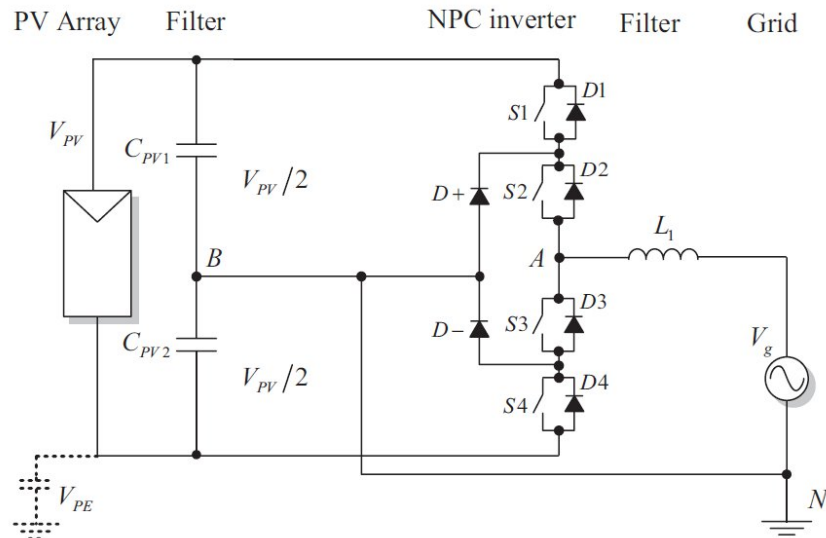 PV Array Filter NPC inverter Filter Grid
D1
S1
V_PV
C_PV1
V_PV/2
D+
S2
D2
B
A
L_1
D3
S3
D−
V_g
C_PV2
V_PV/2
S4
D4
V_PE
N